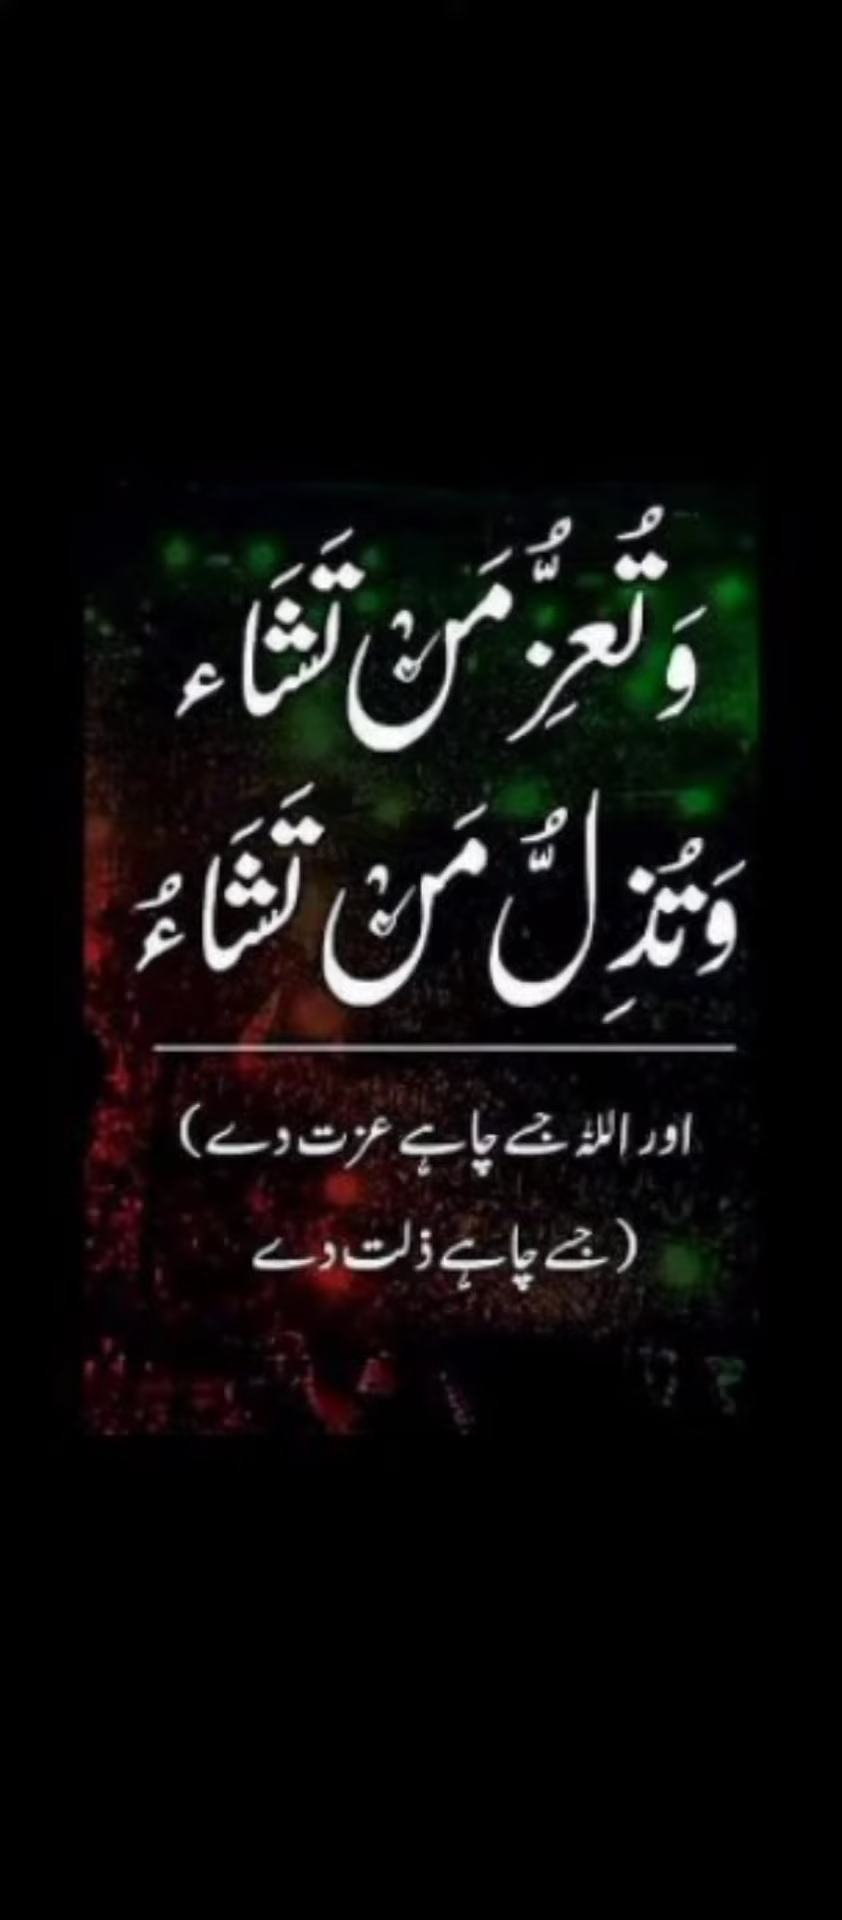 وَتُعِزُّ مَنْ تَشَاء
وَتُذِلُّ مَنْ تَشَاءُ
اور اللہ جسے چاہے عزت دے)
(جسے چاہے ذلت دے